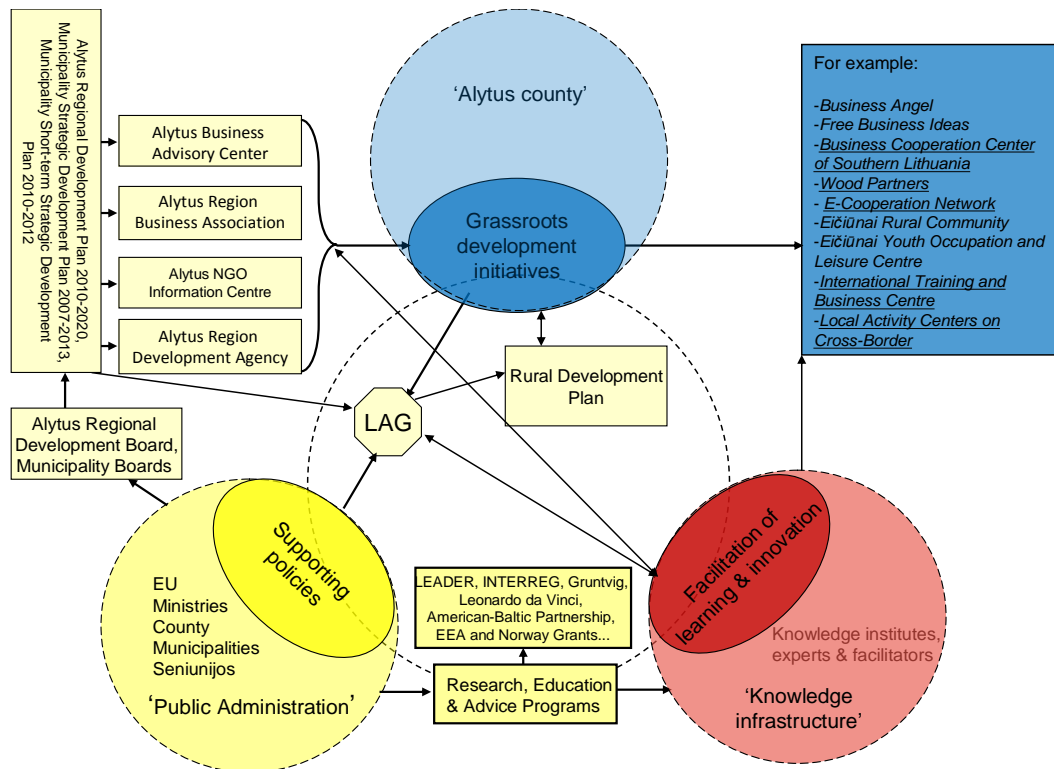 Alytus Regional Development Plan 2010-2020,
Municipality Strategic Development Plan 2007-2013,
Municipality Short-term Strategic Development
Plan 2010-2012
Alytus Business
Advisory Center
Alytus Region
Business Association
Alytus NGO
Information Centre
Alytus Region
Development Agency
Alytus Regional
Development Board,
Municipality Boards
‘Alytus county’
Grassroots
development
initiatives
For example:
-Business Angel
-Free Business Ideas
-Business Cooperation Center
of Southern Lithuania
-Wood Partners
- E-Cooperation Network
-Eičiūnai Rural Community
-Eičiūnai Youth Occupation and
Leisure Centre
-International Training and
Business Centre
-Local Activity Centers on
Cross-Border
LAG
Rural Development
Plan
Supporting
policies
EU
Ministries
County
Municipalities
Seniunijos
‘Public Administration’
LEADER, INTERREG, Gruntvig,
Leonardo da Vinci,
American-Baltic Partnership,
EEA and Norway Grants...
Research, Education
& Advice Programs
Facilitation of
learning & innovation
Knowledge institutes,
experts & facilitators
‘Knowledge
infrastructure’